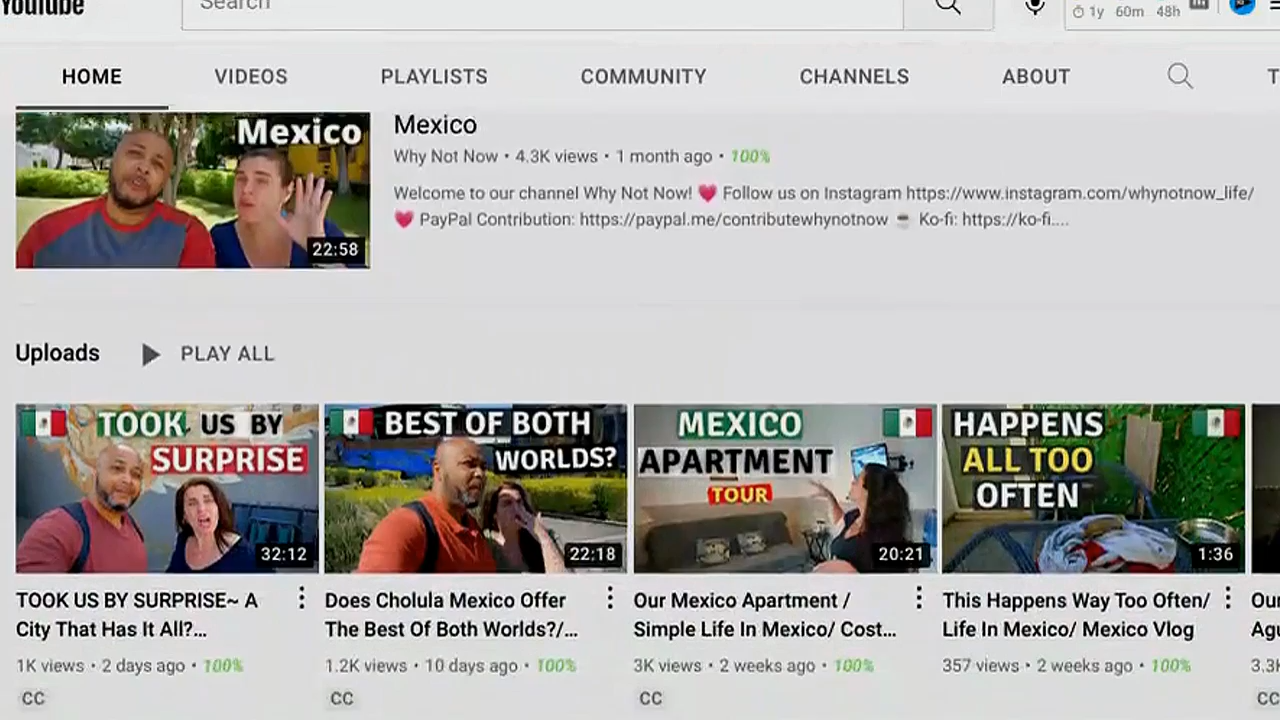 YouTube
Search
1y 60m 48h
HOME VIDEOS PLAYLISTS COMMUNITY CHANNELS ABOUT
Mexico
22:58
Mexico
Why Not Now • 4.3K views • 1 month ago • 100%
Welcome to our channel Why Not Now! 💗 Follow us on Instagram https://www.instagram.com/whynotnow_life/
💗 PayPal Contribution: https://paypal.me/contributewhynotnow ☕ Ko-fi: https://ko-fi....
Uploads PLAY ALL
TOOK US BY
SURPRISE
32:12
BEST OF BOTH
WORLDS?
22:18
MEXICO
APARTMENT
TOUR
20:21
HAPPENS
ALL TOO
OFTEN
1:36
TOOK US BY SURPRISE~ A
City That Has It All?...
1K views • 2 days ago • 100%
CC
Does Cholula Mexico Offer
The Best Of Both Worlds?/...
1.2K views • 10 days ago • 100%
CC
Our Mexico Apartment /
Simple Life In Mexico/ Cost...
3K views • 2 weeks ago • 100%
CC
This Happens Way Too Often/
Life In Mexico/ Mexico Vlog
357 views • 2 weeks ago • 100%
CC